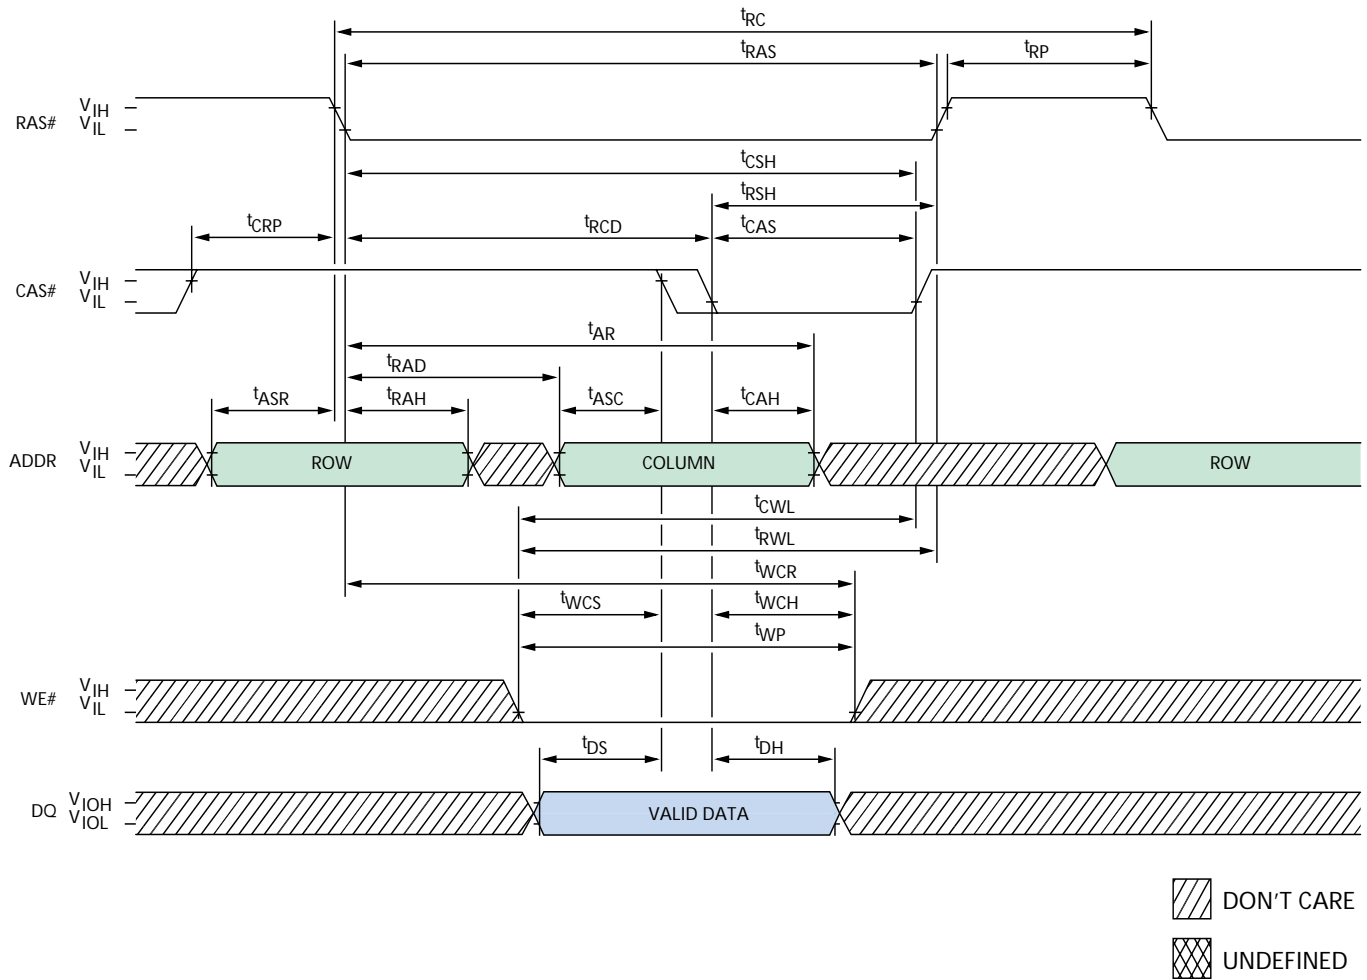 tRC
tRAS
tRP
RAS#
VIH
VIL
tCSH
tRSH
tCRP
tRCD
tCAS
CAS#
VIH
VIL
tAR
tRAD
tASR
tRAH
tASC
tCAH
ADDR
VIH
VIL
ROW
COLUMN
ROW
tCWL
tRWL
tWCR
tWCS
tWCH
tWP
WE#
VIH
VIL
tDS
tDH
DQ
VIOH
VIOL
VALID DATA
DON'T CARE
UNDEFINED